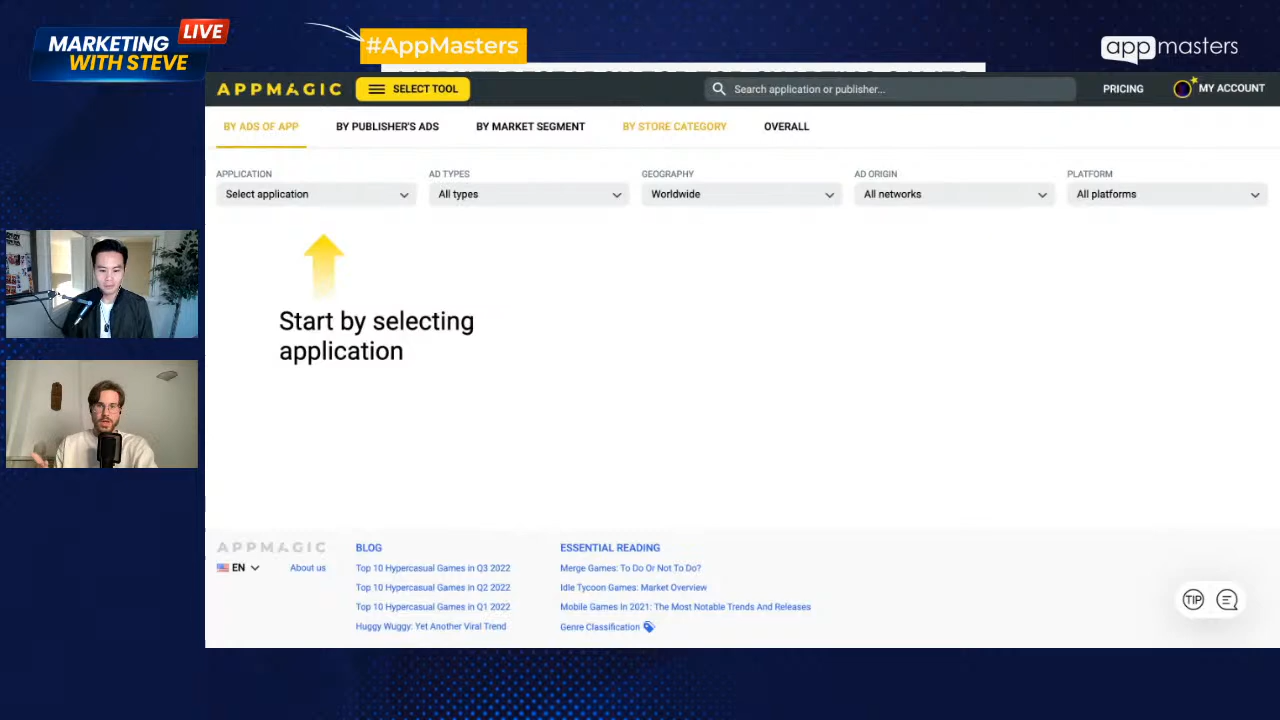 MARKETING LIVE
WITH STEVE
#AppMasters
appmasters
APPMAGIC
SELECT TOOL
Search application or publisher...
PRICING
MY ACCOUNT
BY ADS OF APP
BY PUBLISHER'S ADS
BY MARKET SEGMENT
BY STORE CATEGORY
OVERALL
APPLICATION
AD TYPES
GEOGRAPHY
AD ORIGIN
PLATFORM
Select application
All types
Worldwide
All networks
All platforms
Start by selecting
application
APPMAGIC
EN
About us
BLOG
Top 10 Hypercasual Games in Q3 2022
Top 10 Hypercasual Games in Q2 2022
Top 10 Hypercasual Games in Q1 2022
Huggy Wuggy: Yet Another Viral Trend
ESSENTIAL READING
Merge Games: To Do Or Not To Do?
Idle Tycoon Games: Market Overview
Mobile Games In 2021: The Most Notable Trends And Releases
Genre Classification
TIP